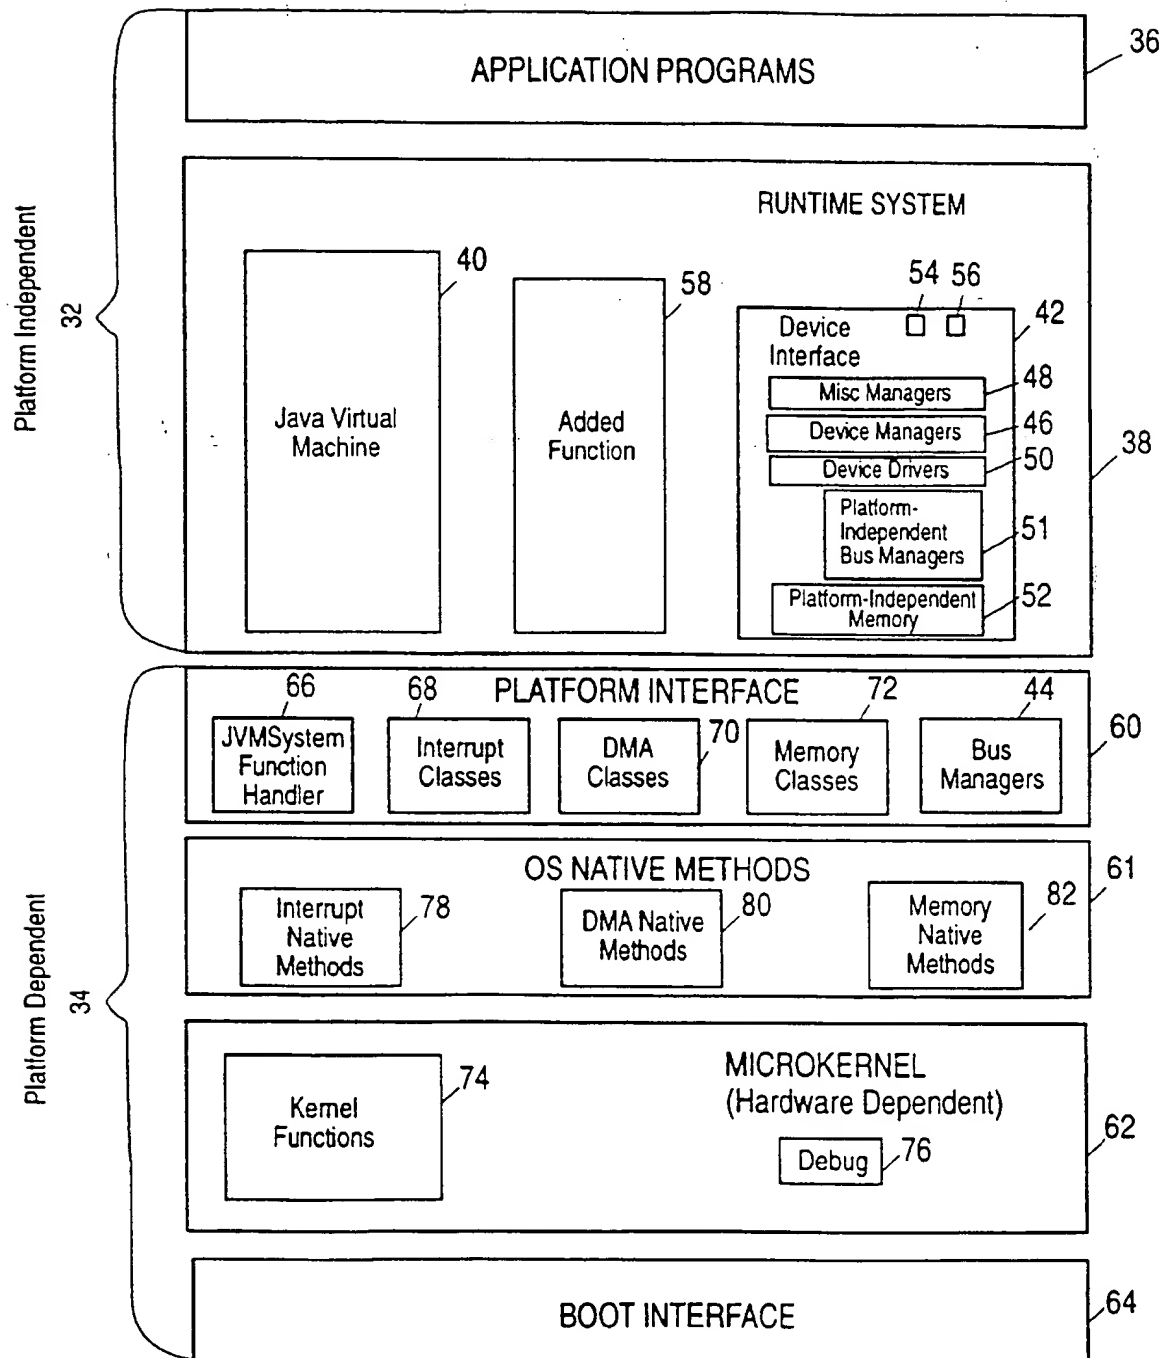 APPLICATION PROGRAMS
36
Platform Independent
32
RUNTIME SYSTEM
40
Java Virtual
Machine
58
Added
Function
54
56
42
Device
Interface
Misc Managers
48
Device Managers
46
Device Drivers
50
38
Platform-
Independent
Bus Managers
51
Platform-Independent
Memory
52
PLATFORM INTERFACE
66
JVMSystem
Function
Handler
68
Interrupt
Classes
70
DMA
Classes
72
Memory
Classes
44
Bus
Managers
60
Platform Dependent
34
OS NATIVE METHODS
61
Interrupt
Native
Methods
78
DMA Native
Methods
80
Memory
Native
Methods
82
MICROKERNEL
(Hardware Dependent)
74
Kernel
Functions
Debug
76
62
BOOT INTERFACE
64